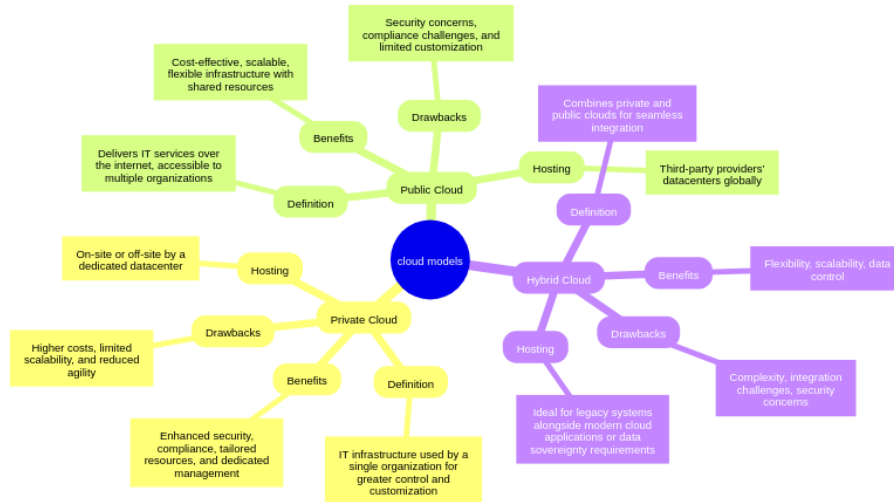 cloud models
Public Cloud
Definition
Delivers IT services over
the internet, accessible to
multiple organizations
Benefits
Cost-effective, scalable,
flexible infrastructure with
shared resources
Drawbacks
Security concerns,
compliance challenges, and
limited customization
Hosting
Third-party providers'
datacenters globally
Hybrid Cloud
Definition
Combines private and
public clouds for seamless
integration
Benefits
Flexibility, scalability, data
control
Drawbacks
Complexity, integration
challenges, security
concerns
Hosting
Ideal for legacy systems
alongside modern cloud
applications or data
sovereignty requirements
Private Cloud
Hosting
On-site or off-site by a
dedicated datacenter
Drawbacks
Higher costs, limited
scalability, and reduced
agility
Benefits
Enhanced security,
compliance, tailored
resources, and dedicated
management
Definition
IT infrastructure used by a
single organization for
greater control and
customization